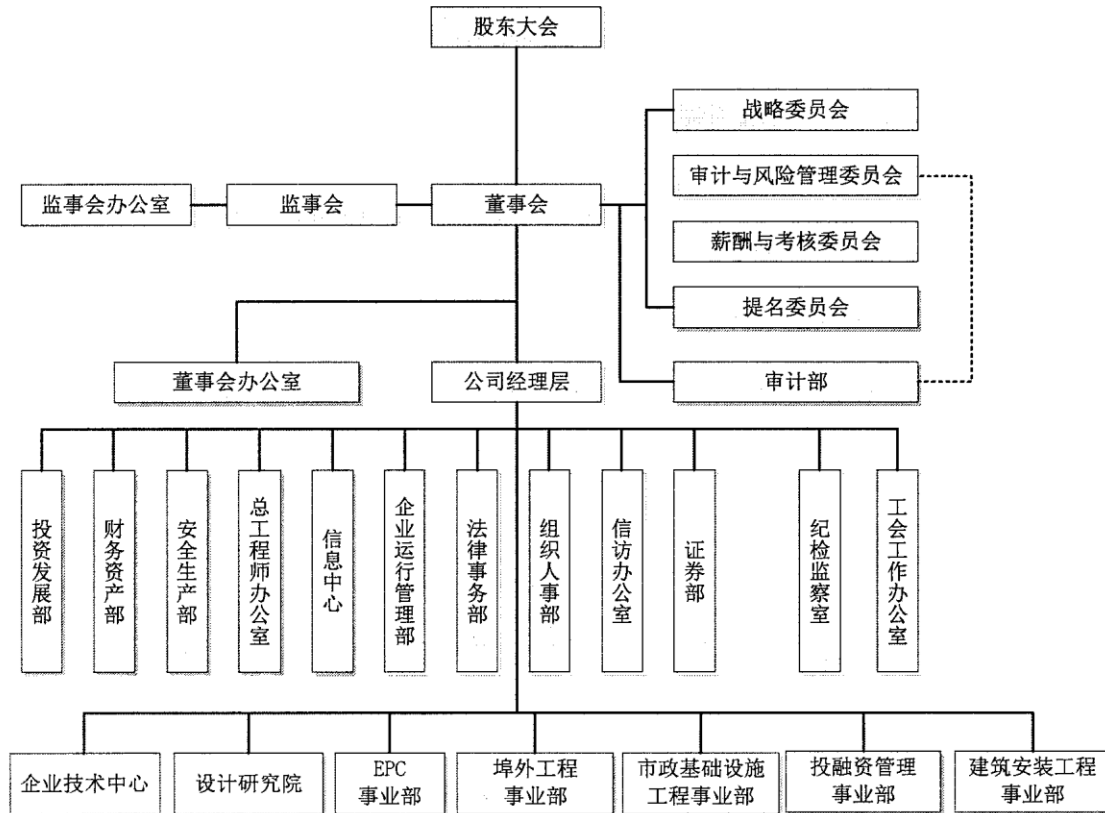 股东大会
战略委员会
审计与风险管理委员会
监事会办公室
监事会
董事会
薪酬与考核委员会
提名委员会
董事会办公室
公司经理层
审计部
投资发展部
财务资产部
安全生产部
总工程师办公室
信息中心
企业运行管理部
法律事务部
组织人事部
信访办公室
证券部
纪检监察室
工会工作办公室
企业技术中心
设计研究院
EPC
事业部
埠外工程
事业部
市政基础设施
工程事业部
投融资管理
事业部
建筑安装工程
事业部